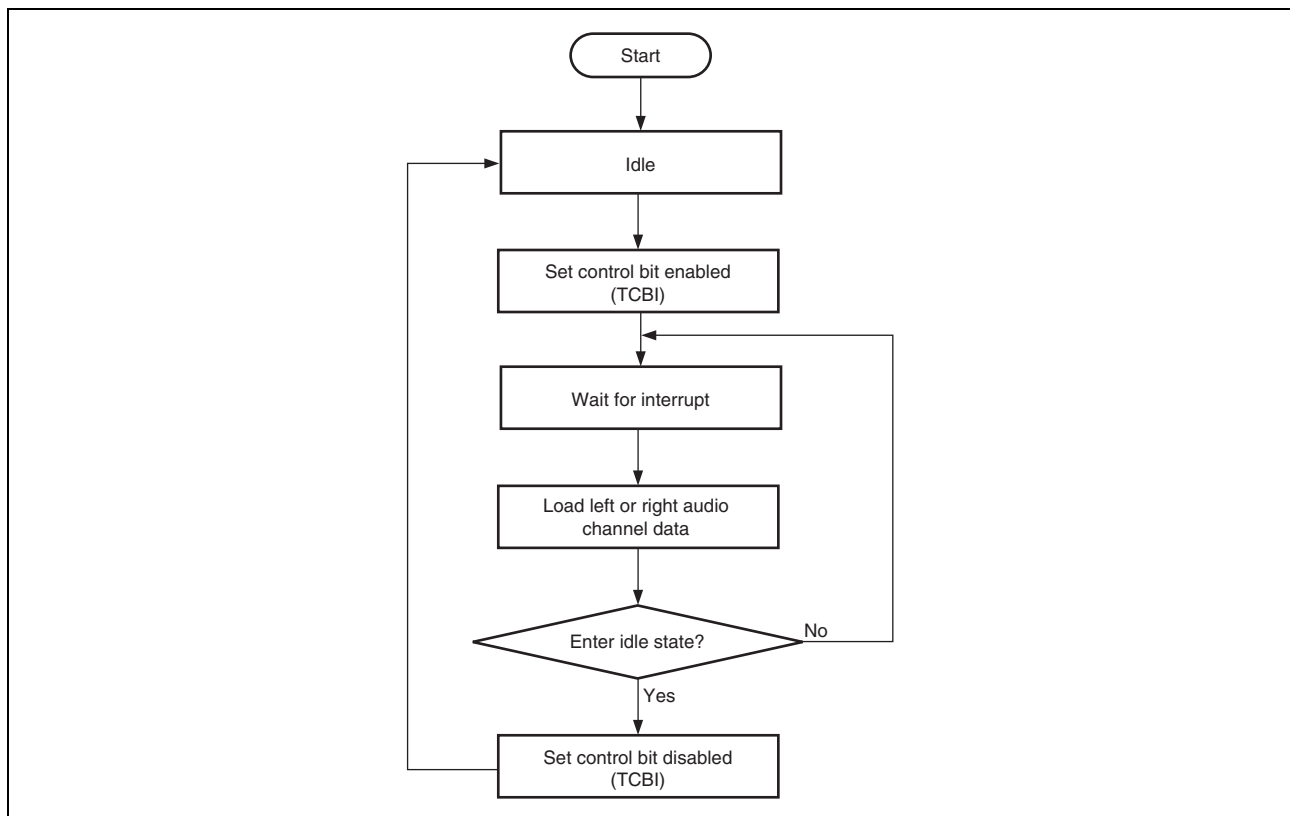 Start
Idle
Set control bit enabled
(TCBI)
Wait for interrupt
Load left or right audio
channel data
Enter idle state?
No
Yes
Set control bit disabled
(TCBI)